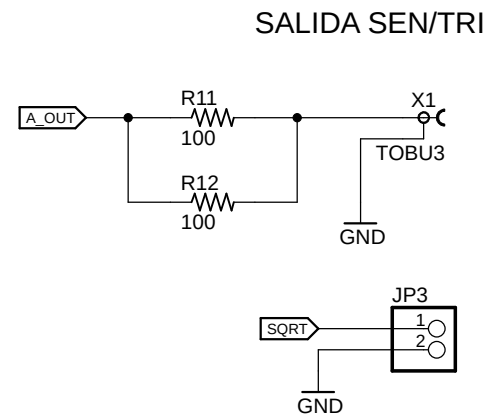 SALIDA SEN/TRI
R11
X1
A_OUT
100
TOBU3
R12
100
GND
JP3
SQRT
1
2
GND